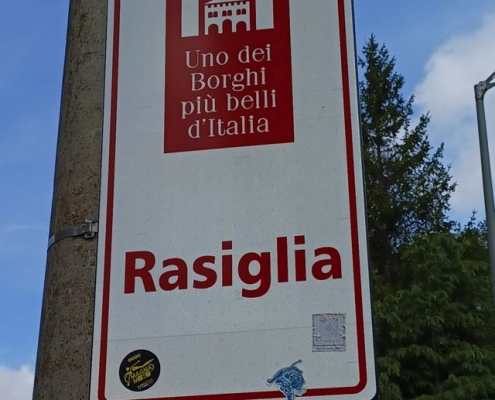 Uno dei
Borghi
più belli
d'Italia
Rasiglia